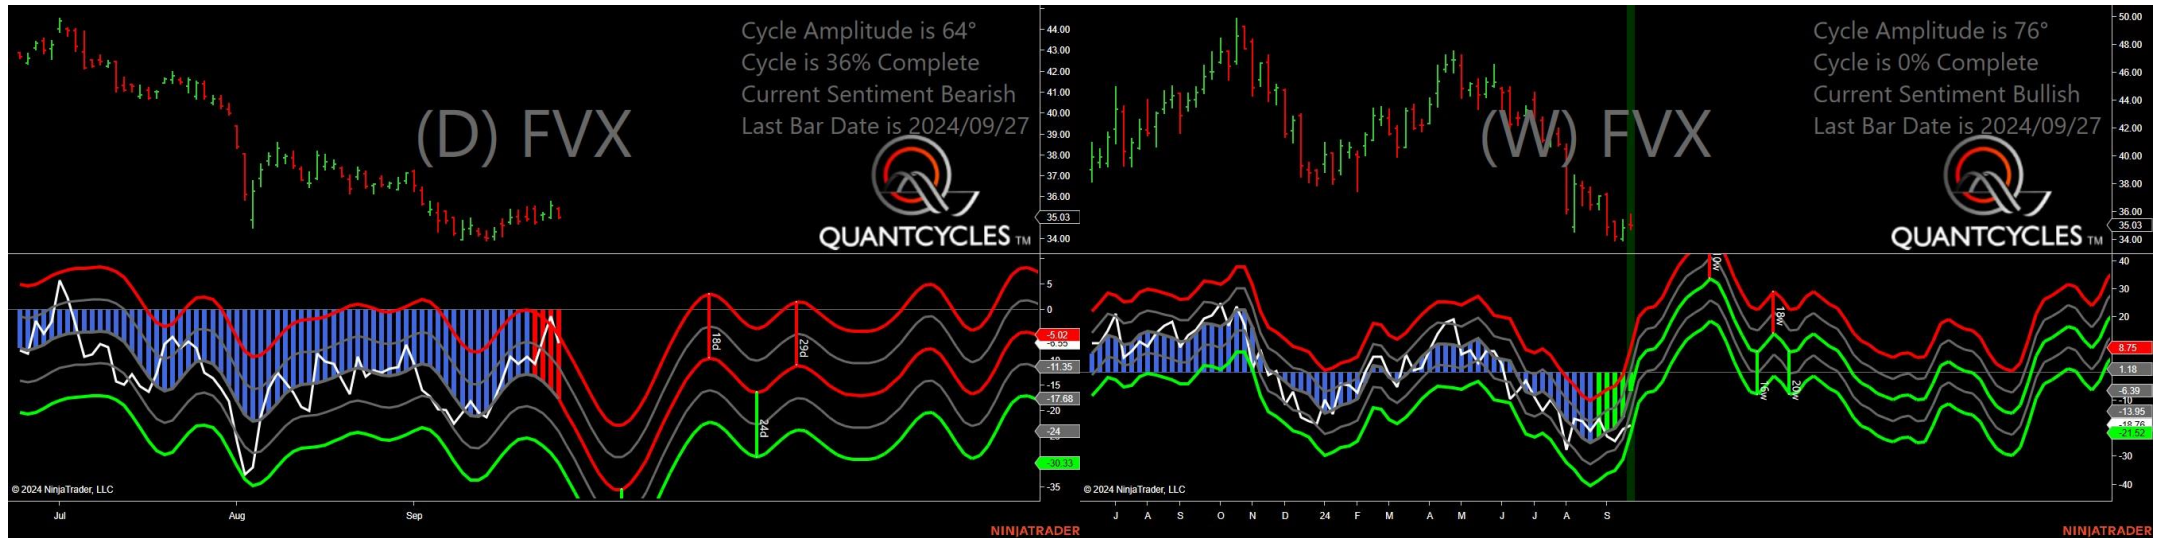 Cycle Amplitude is 64°
Cycle is 36% Complete
Current Sentiment Bearish
Last Bar Date is 2024/09/27
(D) FVX
QUANTCYCLES TM
44.00
43.00
42.00
41.00
40.00
39.00
38.00
37.00
36.00
35.03
34.00
5
0
-5.02
-11.35
-15
-17.68
-20
-24
-30.33
-35
18d
24d
29d
© 2024 NinjaTrader, LLC
Jul
Aug
Sep
NINJATRADER
Cycle Amplitude is 76°
Cycle is 0% Complete
Current Sentiment Bullish
Last Bar Date is 2024/09/27
(W) FVX
QUANTCYCLES TM
50.00
48.00
46.00
44.00
42.00
40.00
38.00
36.00
35.03
34.00
40
30
20
8.75
1.18
-6.39
-10
-13.95
-18.76
-21.52
-30
-40
10w
18w
16w
20w
© 2024 NinjaTrader, LLC
J A S O N D 24 F M A M J J A S
NINJATRADER